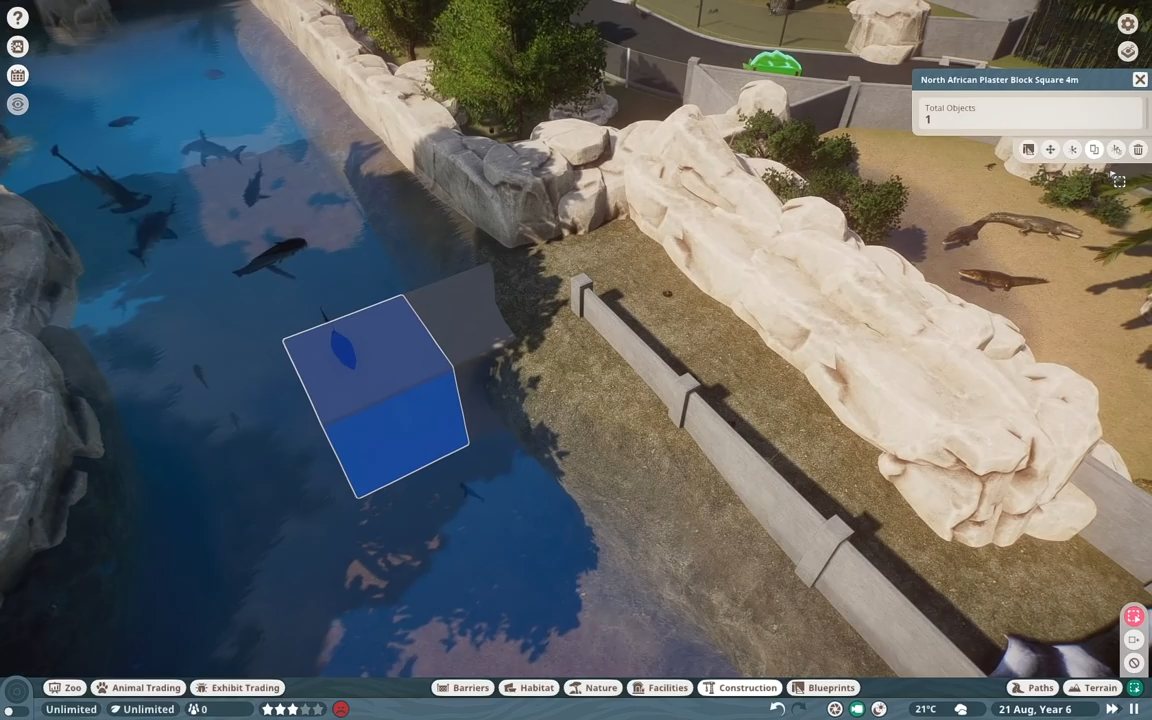 North African Plaster Block Square 4m
Total Objects
1
Zoo
Animal Trading
Exhibit Trading
Barriers
Habitat
Nature
Facilities
Construction
Blueprints
Paths
Terrain
Unlimited
Unlimited
0
21°C
21 Aug, Year 6